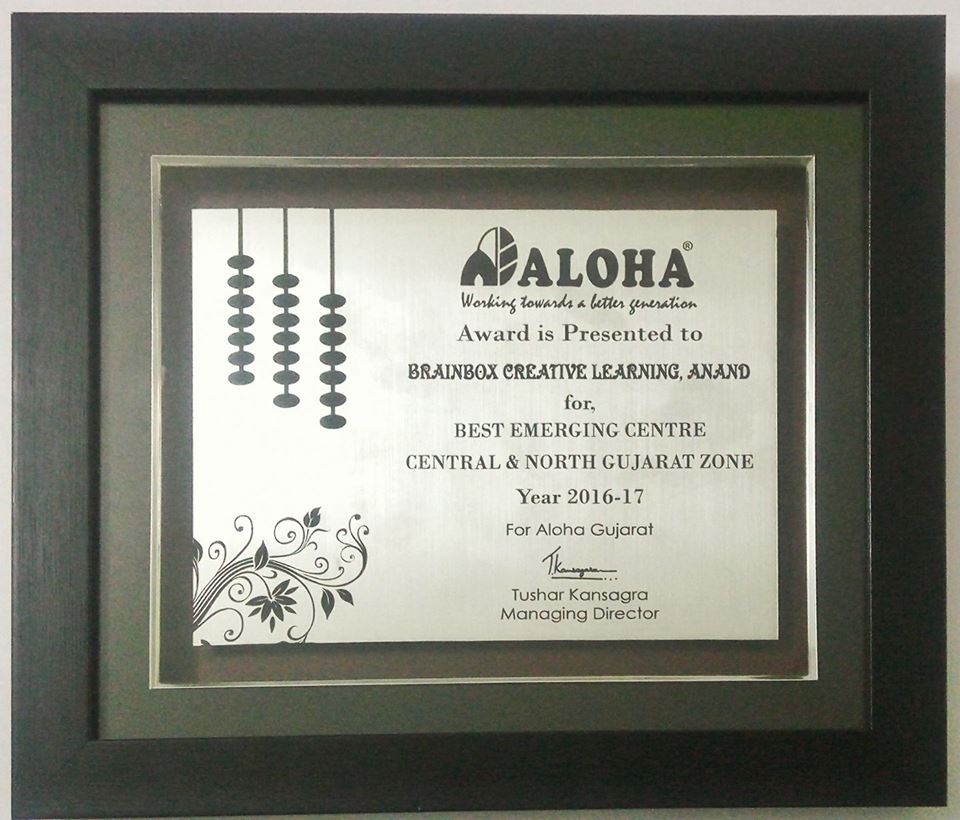 ALOHA®
Working towards a better generation
Award is Presented to
BRAINBOX CREATIVE LEARNING, ANAND
for,
BEST EMERGING CENTRE
CENTRAL & NORTH GUJARAT ZONE
Year 2016-17
For Aloha Gujarat
T.Kansagra
Tushar Kansagra
Managing Director